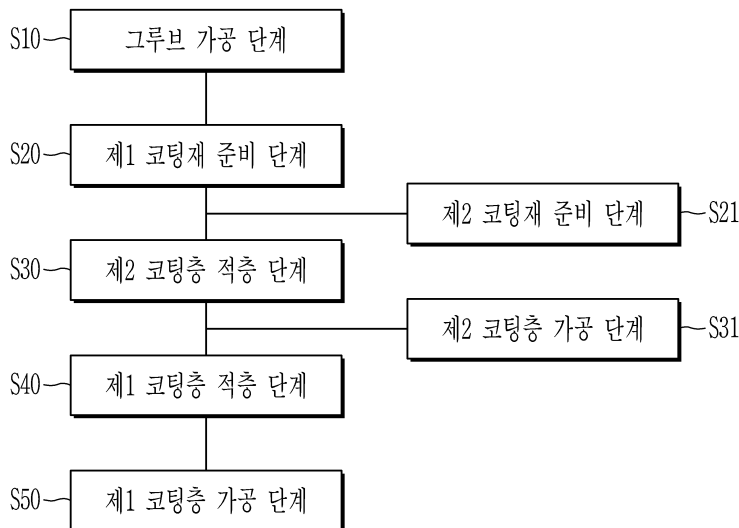 S10 그루브 가공 단계
S20 제1 코팅재 준비 단계
제2 코팅재 준비 단계 S21
S30 제2 코팅층 적층 단계
제2 코팅층 가공 단계 S31
S40 제1 코팅층 적층 단계
S50 제1 코팅층 가공 단계